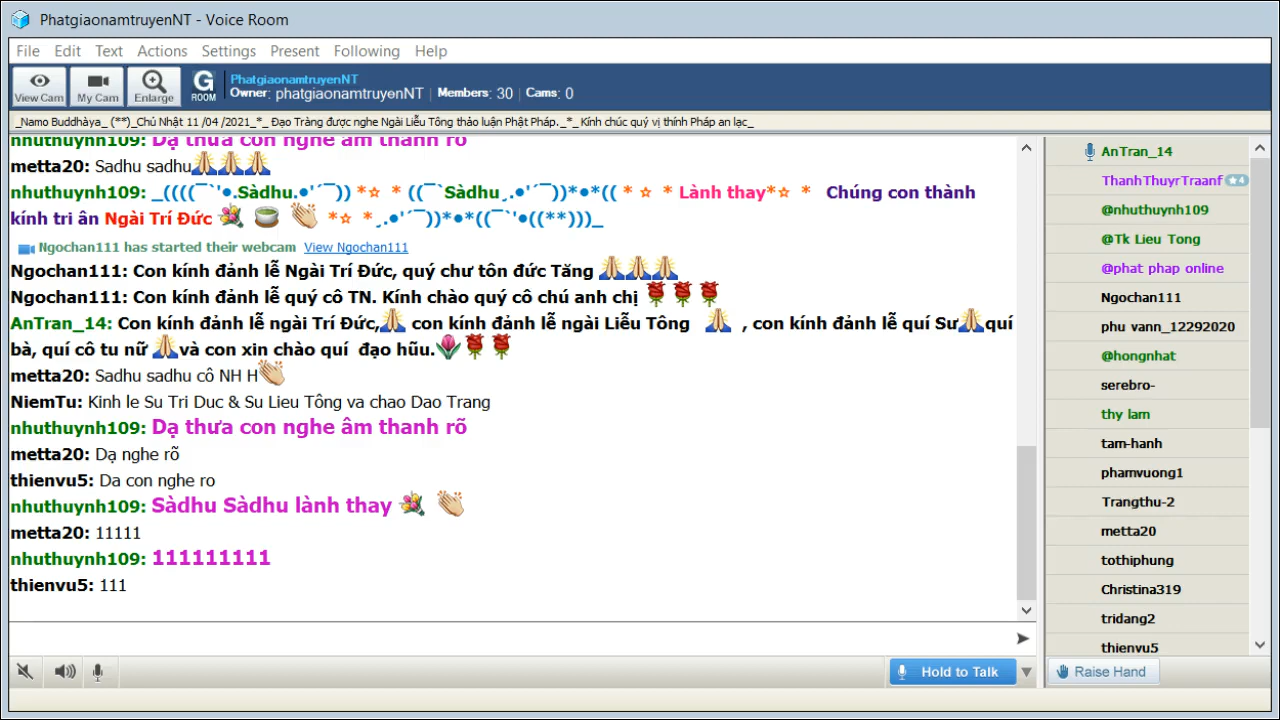 PhatgiaonamtruyenNT - Voice Room
File Edit Text Actions Settings Present Following Help
View Cam My Cam Enlarge G ROOM PhatgiaonamtruyenNT
Owner: phatgiaonamtruyenNT | Members: 30 | Cams: 0
_Namo Buddhàya_ (**)_Chủ Nhật 11 /04 /2021_*_ Đạo Tràng được nghe Ngài Liễu Tông thảo luận Phật Pháp._*_ Kính chúc quý vị thính Pháp an lạc_
nhuthuynh109: Dạ thưa con nghe âm thanh rõ
metta20: Sadhu sadhu🙏🙏🙏
nhuthuynh109: _((((¯`'●.Sàdhu.●'´¯)) *☆ * ((¯`Sàdhu¸.●'´¯))*●*(( * ☆ * Lành thay*☆ * Chúng con thành
kính tri ân Ngài Trí Đức 💐 🍵 👏 *☆ *¸.●'´¯))*●*((¯`'●((**)))_
Ngochan111 has started their webcam View Ngochan111
Ngochan111: Con kính đảnh lễ Ngài Trí Đức, quý chư tôn đức Tăng 🙏🙏🙏
Ngochan111: Con kính đảnh lễ quý cô TN. Kính chào quý cô chú anh chị 🌹🌹🌹
AnTran_14: Con kính đảnh lễ ngài Trí Đức,🙏 con kính đảnh lễ ngài Liễu Tông 🙏 , con kính đảnh lễ quí Sư🙏quí
bà, quí cô tu nữ 🙏và con xin chào quí đạo hũu.🌷🌹🌹
metta20: Sadhu sadhu cô NH H👏
NiemTu: Kinh le Su Tri Duc & Su Lieu Tông va chao Dao Trang
nhuthuynh109: Dạ thưa con nghe âm thanh rõ
metta20: Dạ nghe rõ
thienvu5: Da con nghe ro
nhuthuynh109: Sàdhu Sàdhu lành thay 💐 👏
metta20: 11111
nhuthuynh109: 111111111
thienvu5: 111
Hold to Talk
AnTran_14
ThanhThuyrTraanf ★4
@nhuthuynh109
@Tk Lieu Tong
@phat phap online
Ngochan111
phu vann_12292020
@hongnhat
serebro-
thy lam
tam-hanh
phamvuong1
Trangthu-2
metta20
tothiphung
Christina319
tridang2
thienvu5
Raise Hand